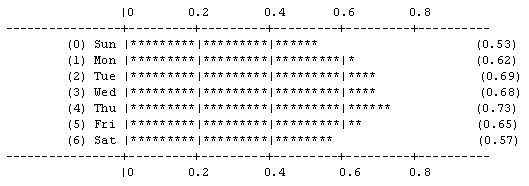 |0 0.2 0.4 0.6 0.8
----------------+---------+---------+---------+---------+----------
(0) Sun |*********|*********|****** (0.53)
(1) Mon |*********|*********|*********|* (0.62)
(2) Tue |*********|*********|*********|**** (0.69)
(3) Wed |*********|*********|*********|**** (0.68)
(4) Thu |*********|*********|*********|****** (0.73)
(5) Fri |*********|*********|*********|** (0.65)
(6) Sat |*********|*********|******** (0.57)
----------------+---------+---------+---------+---------+----------
|0 0.2 0.4 0.6 0.8